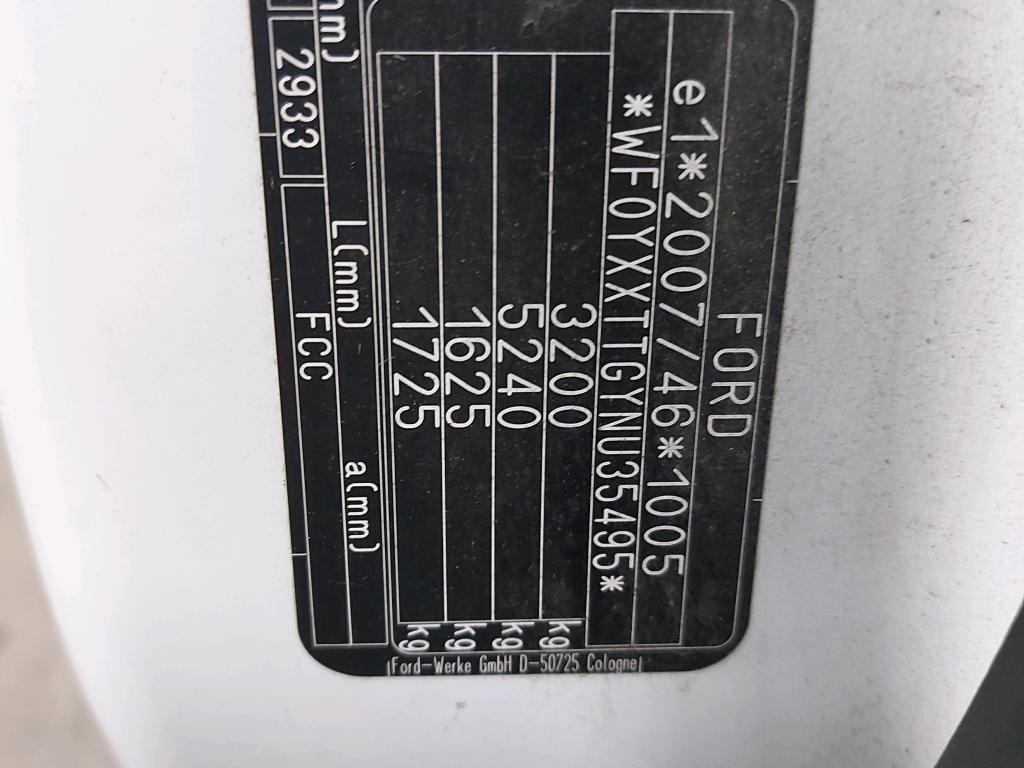 FORD
e1*2007/46*1005
*WF0YXXTTGYNU35495*
3200 kg
5240 kg
1625 kg
1725 kg
L(mm) a(mm)
2933 FCC
Ford-Werke GmbH D-50725 Cologne